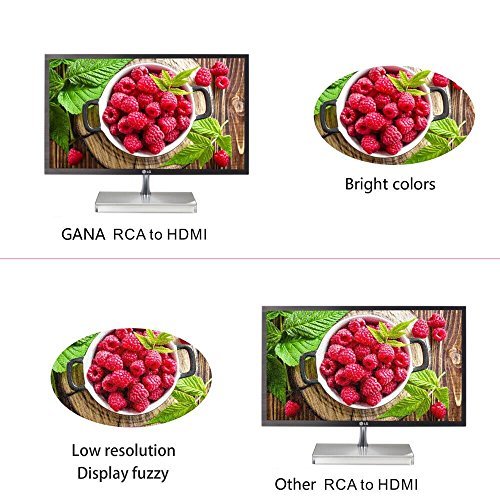 LG
Bright colors
GANA RCA to HDMI
Low resolution
Display fuzzy
LG
Other RCA to HDMI